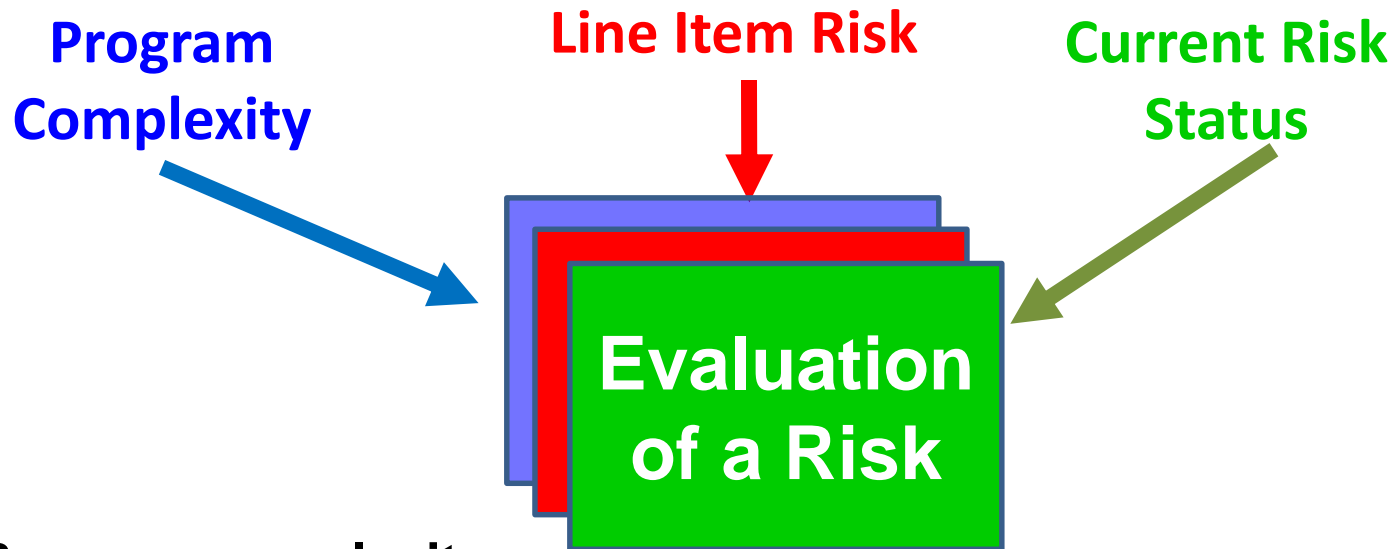 Program
Complexity
Line Item Risk
Current Risk
Status
Evaluation
of a Risk